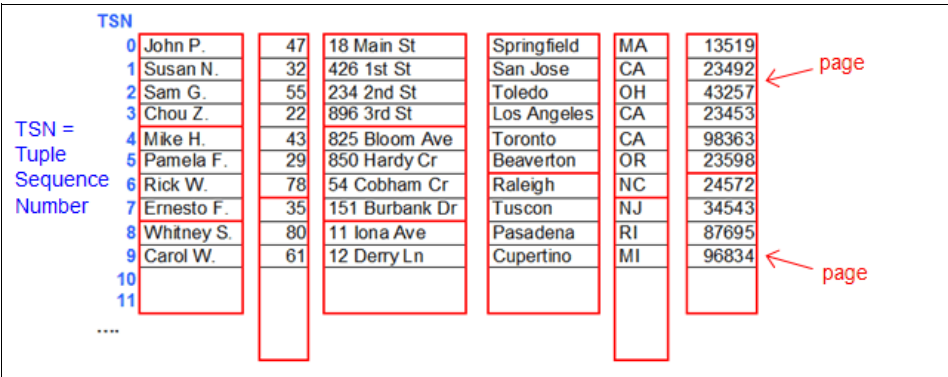 TSN
0 John P. 47 18 Main St Springfield MA 13519
1 Susan N. 32 426 1st St San Jose CA 23492
page
2 Sam G. 55 234 2nd St Toledo OH 43257
3 Chou Z. 22 896 3rd St Los Angeles CA 23453
TSN =
4 Mike H. 43 825 Bloom Ave Toronto CA 98363
Tuple
5 Pamela F. 29 850 Hardy Cr Beaverton OR 23598
Sequence
6 Rick W. 78 54 Cobham Cr Raleigh NC 24572
Number
7 Ernesto F. 35 151 Burbank Dr Tuscon NJ 34543
8 Whitney S. 80 11 Iona Ave Pasadena RI 87695
9 Carol W. 61 12 Derry Ln Cupertino MI 96834
page
10
11
....